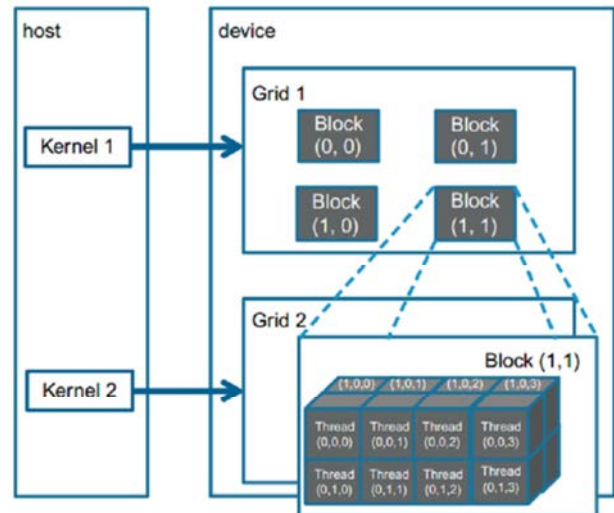 host
device
Grid 1
Kernel 1
Block
(0, 0)
Block
(0, 1)
Block
(1, 0)
Block
(1, 1)
Grid 2
Kernel 2
Block (1,1)
(1,0,0) (1,0,1) (1,0,2) (1,0,3)
Thread
(0,0,0)
Thread
(0,0,1)
Thread
(0,0,2)
Thread
(0,0,3)
Thread
(0,1,0)
Thread
(0,1,1)
Thread
(0,1,2)
Thread
(0,1,3)